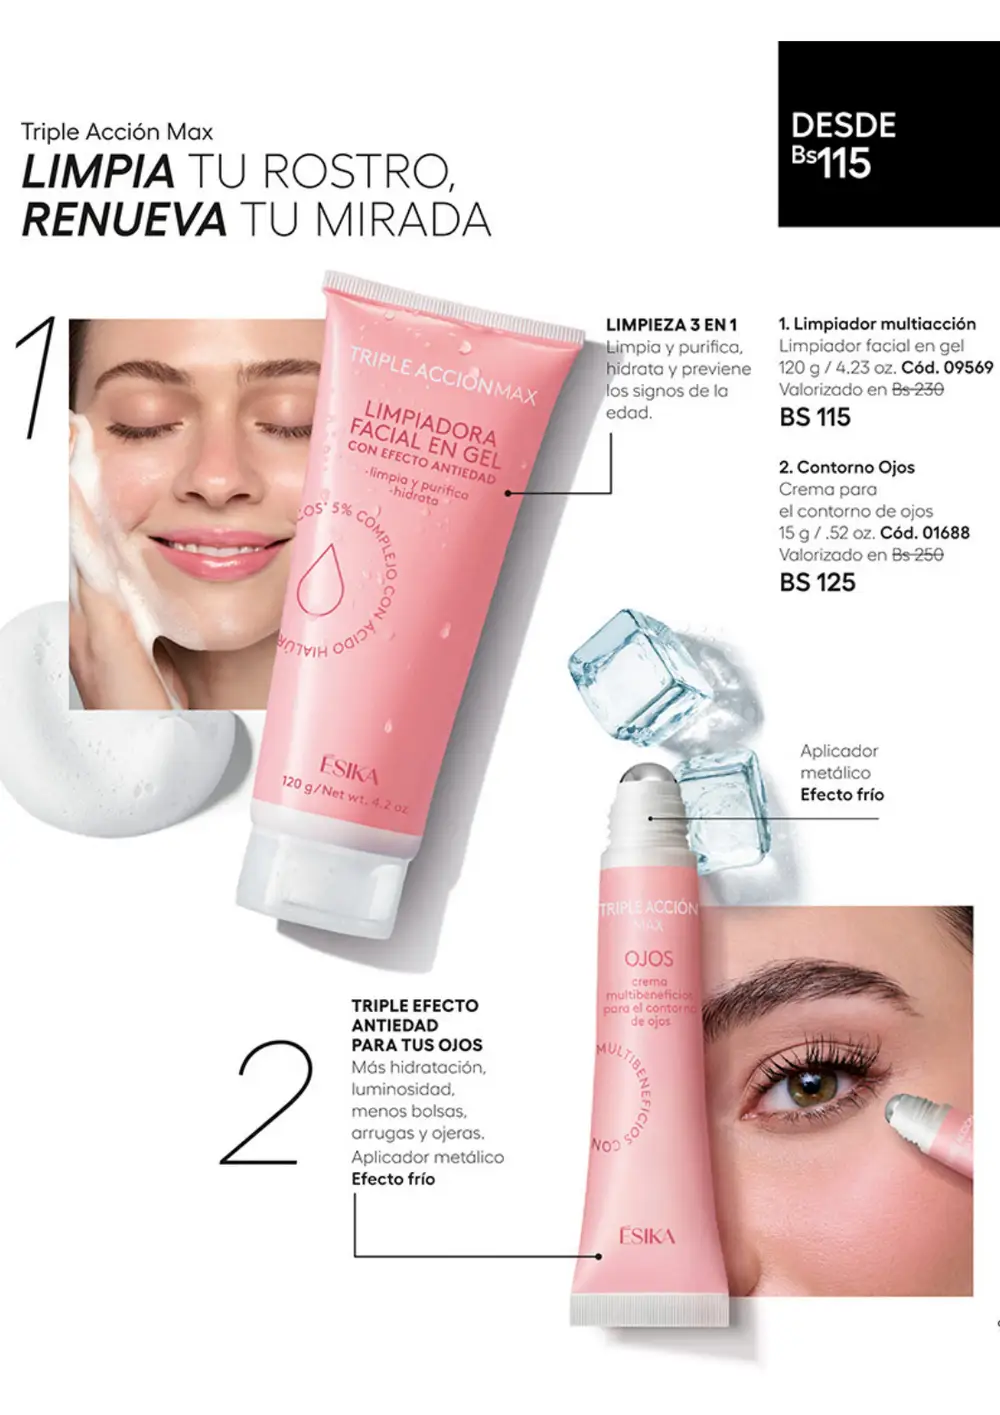 Triple Acción Max
LIMPIA TU ROSTRO,
RENUEVA TU MIRADA
DESDE
Bs115
1
TRIPLE ACCIÓN MAX
LIMPIADORA
FACIAL EN GEL
CON EFECTO ANTIEDAD
-limpia y purifica
-hidrata
5% COMPLEJO CON ÁCIDO
ÉSIKA
120 g/Net wt. 4.2 oz
LIMPIEZA 3 EN 1
Limpia y purifica,
hidrata y previene
los signos de la
edad.
1. Limpiador multiacción
Limpiador facial en gel
120 g / 4.23 oz. Cód. 09569
Valorizado en Bs 230
BS 115
2. Contorno Ojos
Crema para
el contorno de ojos
15 g / .52 oz. Cód. 01688
Valorizado en Bs 250
BS 125
Aplicador
metálico
Efecto frío
2
TRIPLE EFECTO
ANTIEDAD
PARA TUS OJOS
Más hidratación,
luminosidad,
menos bolsas,
arrugas y ojeras.
Aplicador metálico
Efecto frío
TRIPLE ACCIÓN
MAX
OJOS
crema
multibeneficios
para el contorno
de ojos
MULTIBENEFICIOS CON
ÉSIKA